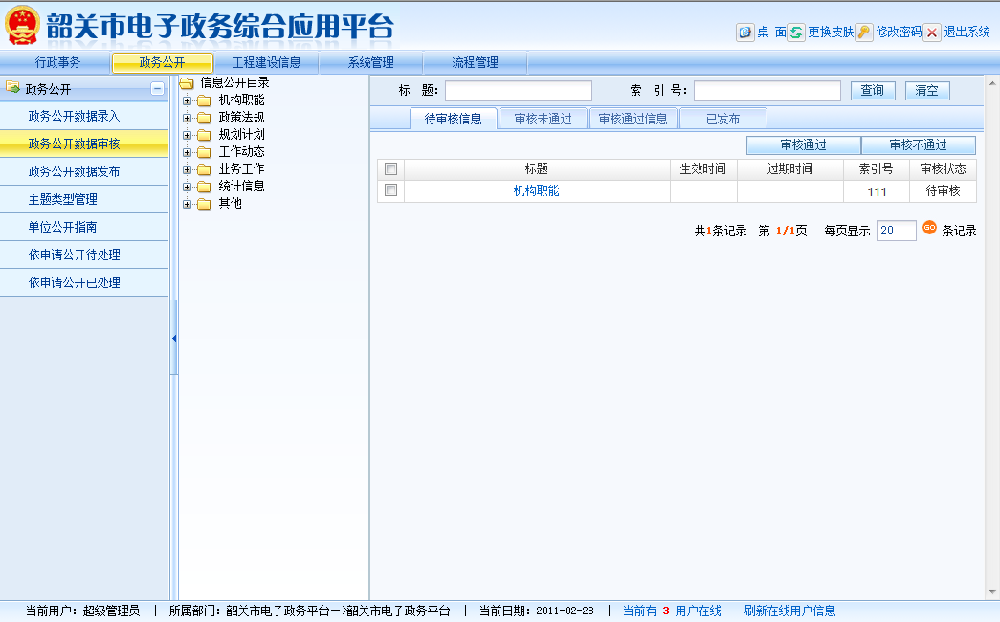 韶关市电子政务综合应用平台
桌 面 更换皮肤 修改密码 退出系统
行政事务 政务公开 工程建设信息 系统管理 流程管理
政务公开
政务公开数据录入
政务公开数据审核
政务公开数据发布
主题类型管理
单位公开指南
依申请公开待处理
依申请公开已处理
信息公开目录
机构职能
政策法规
规划计划
工作动态
业务工作
统计信息
其他
标 题: 索 引 号: 查询 清空
待审核信息 审核未通过 审核通过信息 已发布
审核通过 审核不通过
标题 生效时间 过期时间 索引号 审核状态
机构职能 111 待审核
共1条记录 第 1/1页 每页显示 20 GO 条记录
当前用户: 超级管理员 | 所属部门: 韶关市电子政务平台—>韶关市电子政务平台 | 当前日期: 2011-02-28 | 当前有 3 用户在线 刷新在线用户信息